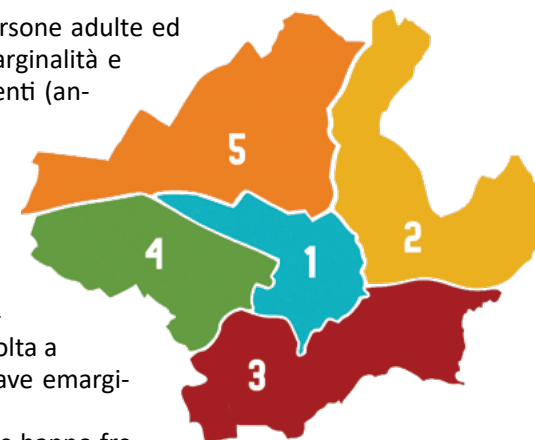 rsone adulte ed
arginalità e
enti (an-
-
olta a
ave emargi-
5
4
1
2
3